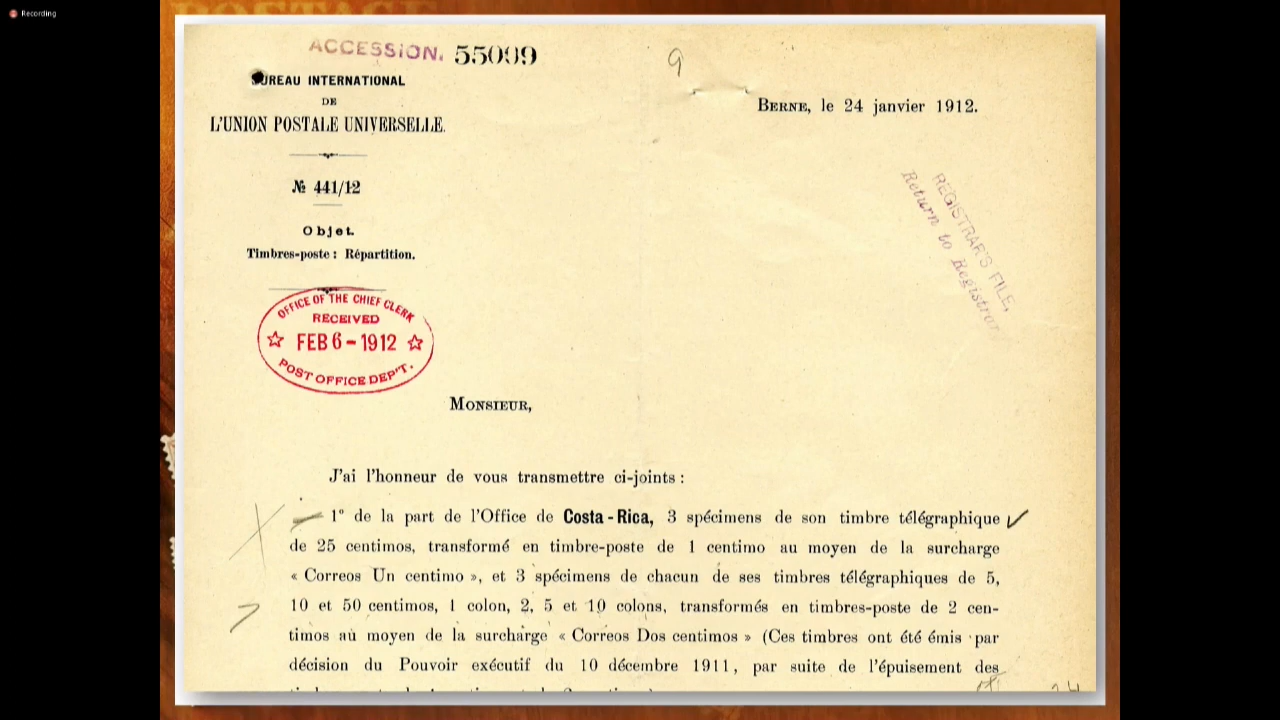 Recording
POSTAGE
ACCESSION. 55099
9
BUREAU INTERNATIONAL
DE
L'UNION POSTALE UNIVERSELLE.
BERNE, le 24 janvier 1912.
№ 441/12
REGISTRAR'S FILE,
Return to Registrar
Objet.
Timbres-poste : Répartition.
OFFICE OF THE CHIEF CLERK
RECEIVED
FEB 6 - 1912
POST OFFICE DEP'T.
MONSIEUR,
J'ai l'honneur de vous transmettre ci-joints :
1° de la part de l'Office de Costa-Rica, 3 spécimens de son timbre télégraphique
de 25 centimos, transformé en timbre-poste de 1 centimo au moyen de la surcharge
« Correos Un centimo », et 3 spécimens de chacun de ses timbres télégraphiques de 5,
10 et 50 centimos, 1 colon, 2, 5 et 10 colons, transformés en timbres-poste de 2 cen-
timos au moyen de la surcharge « Correos Dos centimos » (Ces timbres ont été émis par
décision du Pouvoir exécutif du 10 décembre 1911, par suite de l'épuisement des